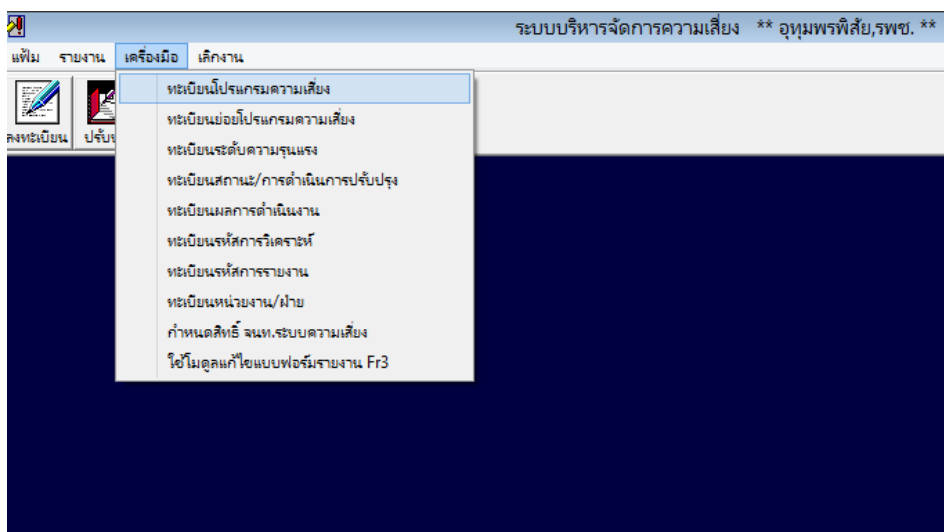 ระบบบริหารจัดการความเสี่ยง ** อุทุมพรพิสัย,รพช. **
แฟ้ม รายงาน เครื่องมือ เลิกงาน
ลงทะเบียน
ทะเบียนโปรแกรมความเสี่ยง
ทะเบียนย่อยโปรแกรมความเสี่ยง
ทะเบียนระดับความรุนแรง
ทะเบียนสถานะ/การดำเนินการปรับปรุง
ทะเบียนผลการดำเนินงาน
ทะเบียนรหัสการวิเคราะห์
ทะเบียนรหัสการรายงาน
ทะเบียนหน่วยงาน/ฝ่าย
กำหนดสิทธิ์ จนท.ระบบความเสี่ยง
ใช้โมดูลแก้ไขแบบฟอร์มรายงาน Fr3